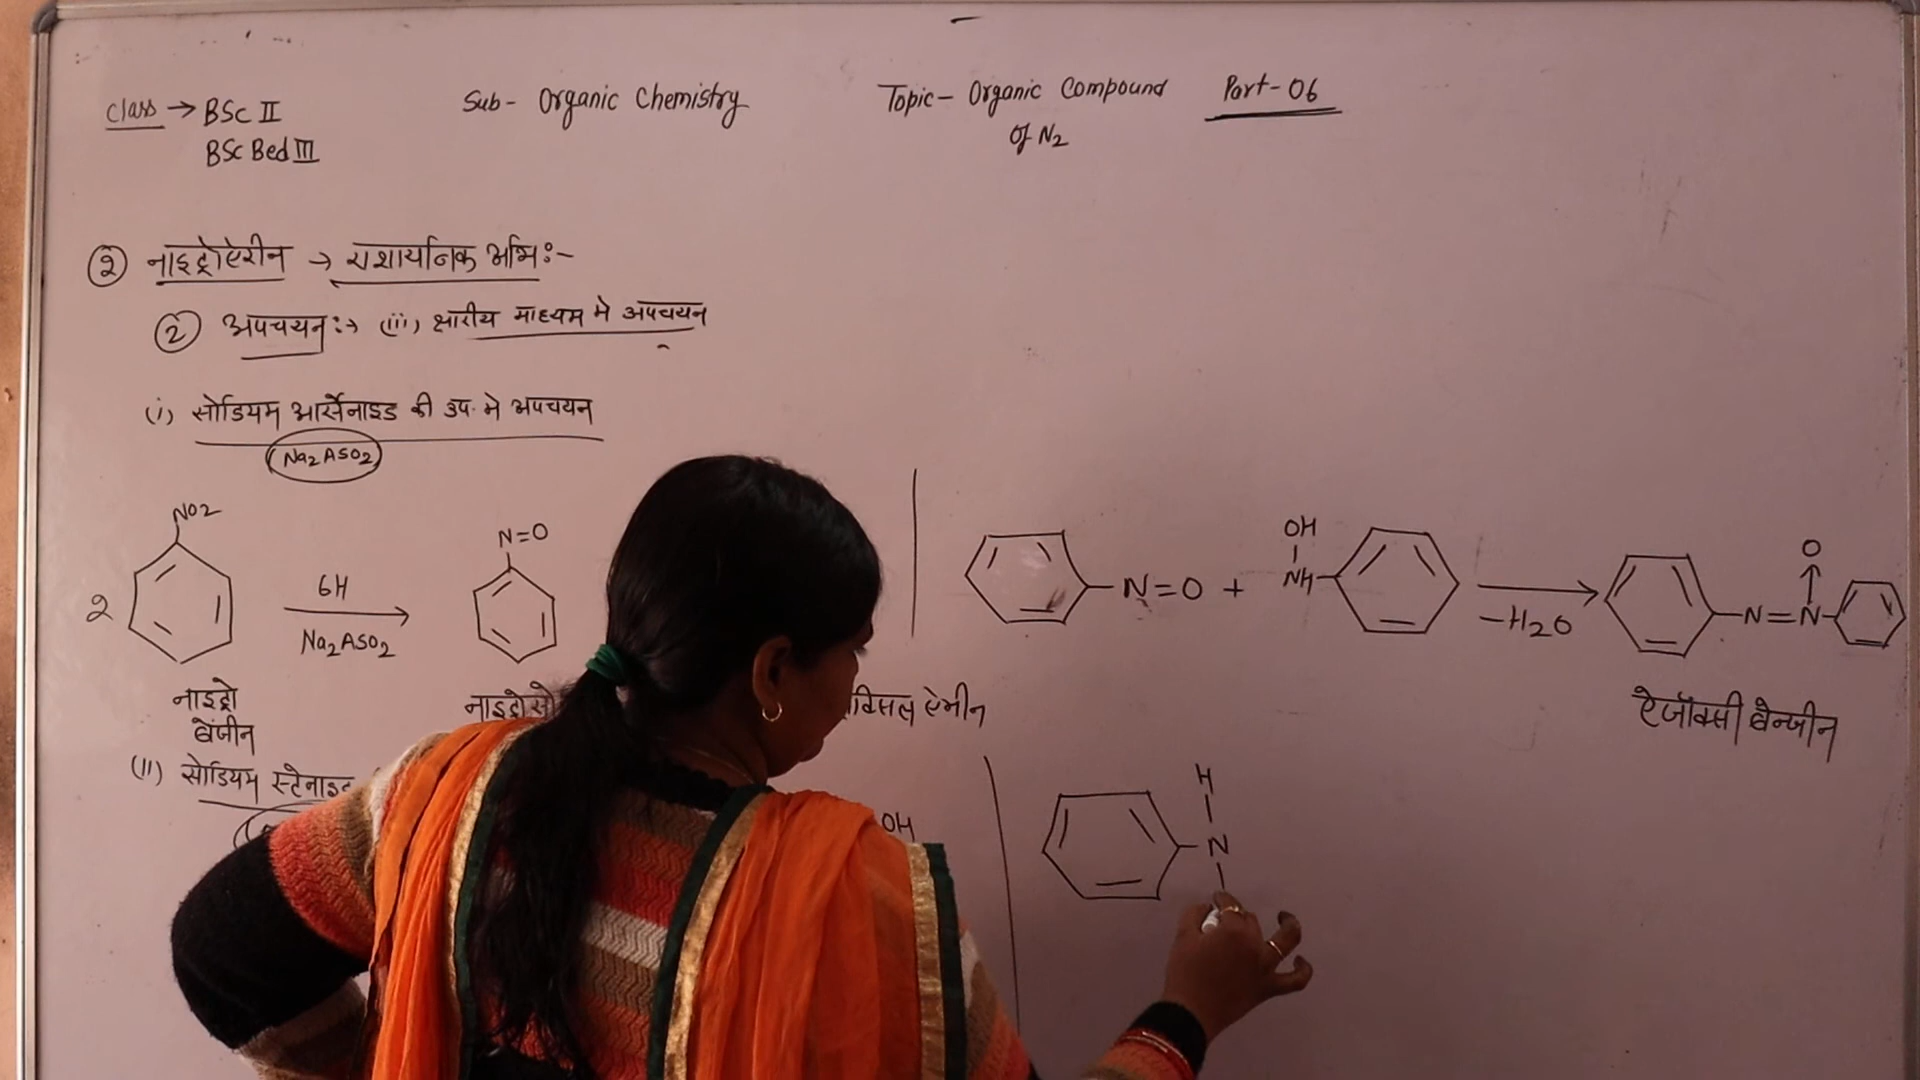 Class → BSc II
BSc Bed III
Sub- Organic Chemistry
Topic- Organic Compound
of N2
Part-06
② नाइट्रोऐरीन → राशायनिक अभि:-
② अपचयन:→ (iii) क्षारीय माध्यम मे अपचयन
(i) सोडियम आर्सेनाइड की उप. मे अपचयन
Na2ASO2
2
NO2
6H
Na2ASO2
N=O
नाइट्रो
बेंजीन
नाइट्रोसो
ऐमीन
N=O +
OH
NH
-H2O
O
N=N
ऐजॉक्सी बेन्जीन
(II) सोडियम स्टेनाइट
OH
H
N